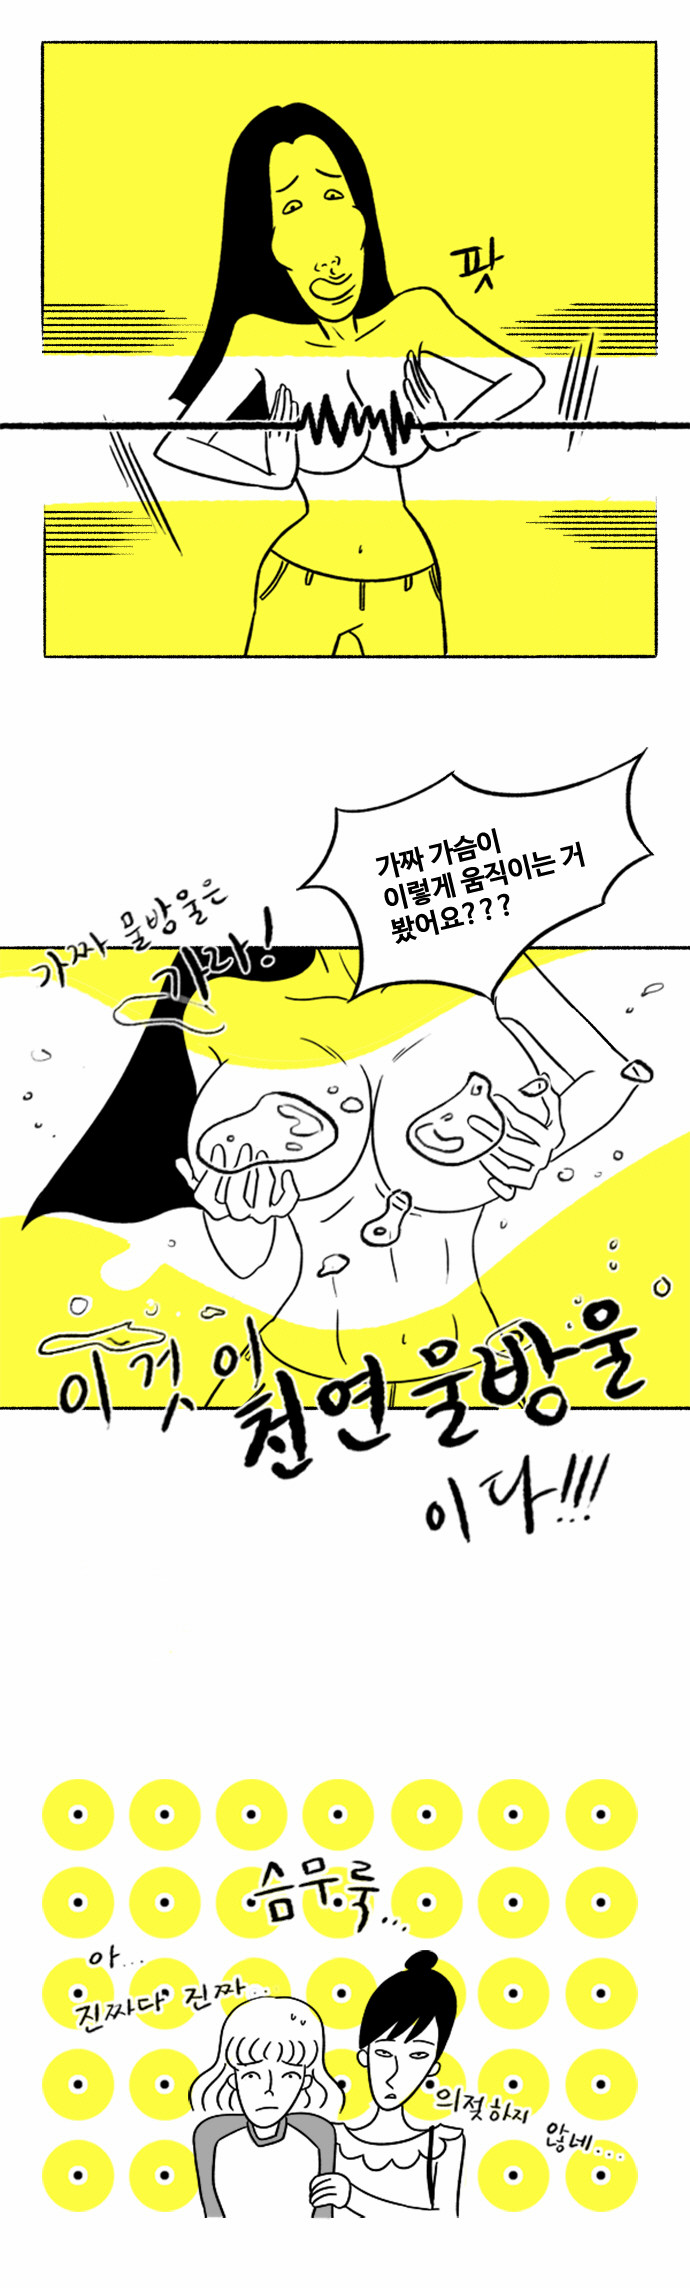 팟
가짜 가슴이
이렇게 움직이는 거
봤어요???
가짜 물방울은
가라!
이것이 천연물방울
이다!!!
슴무룩...
아...
진짜다 진짜...
의젖하지
않네...